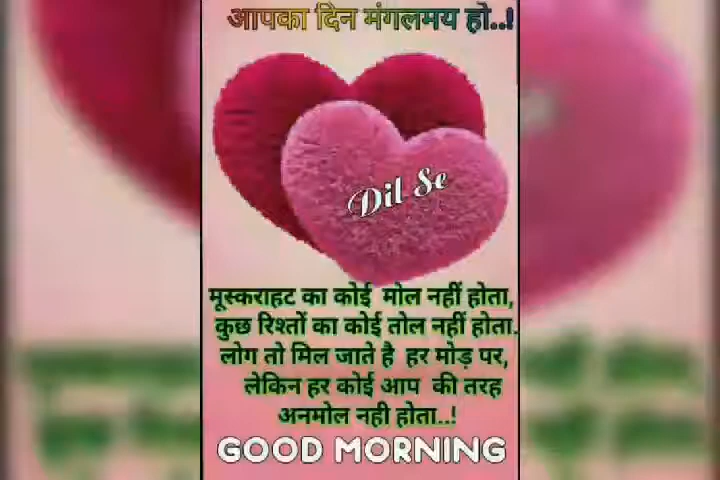 आपका दिन मंगलमय हो..!
Dil Se
मूस्कराहट का कोई मोल नहीं होता,
कुछ रिश्तों का कोई तोल नहीं होता.
लोग तो मिल जाते है हर मोड़ पर,
लेकिन हर कोई आप की तरह
अनमोल नही होता..!
GOOD MORNING